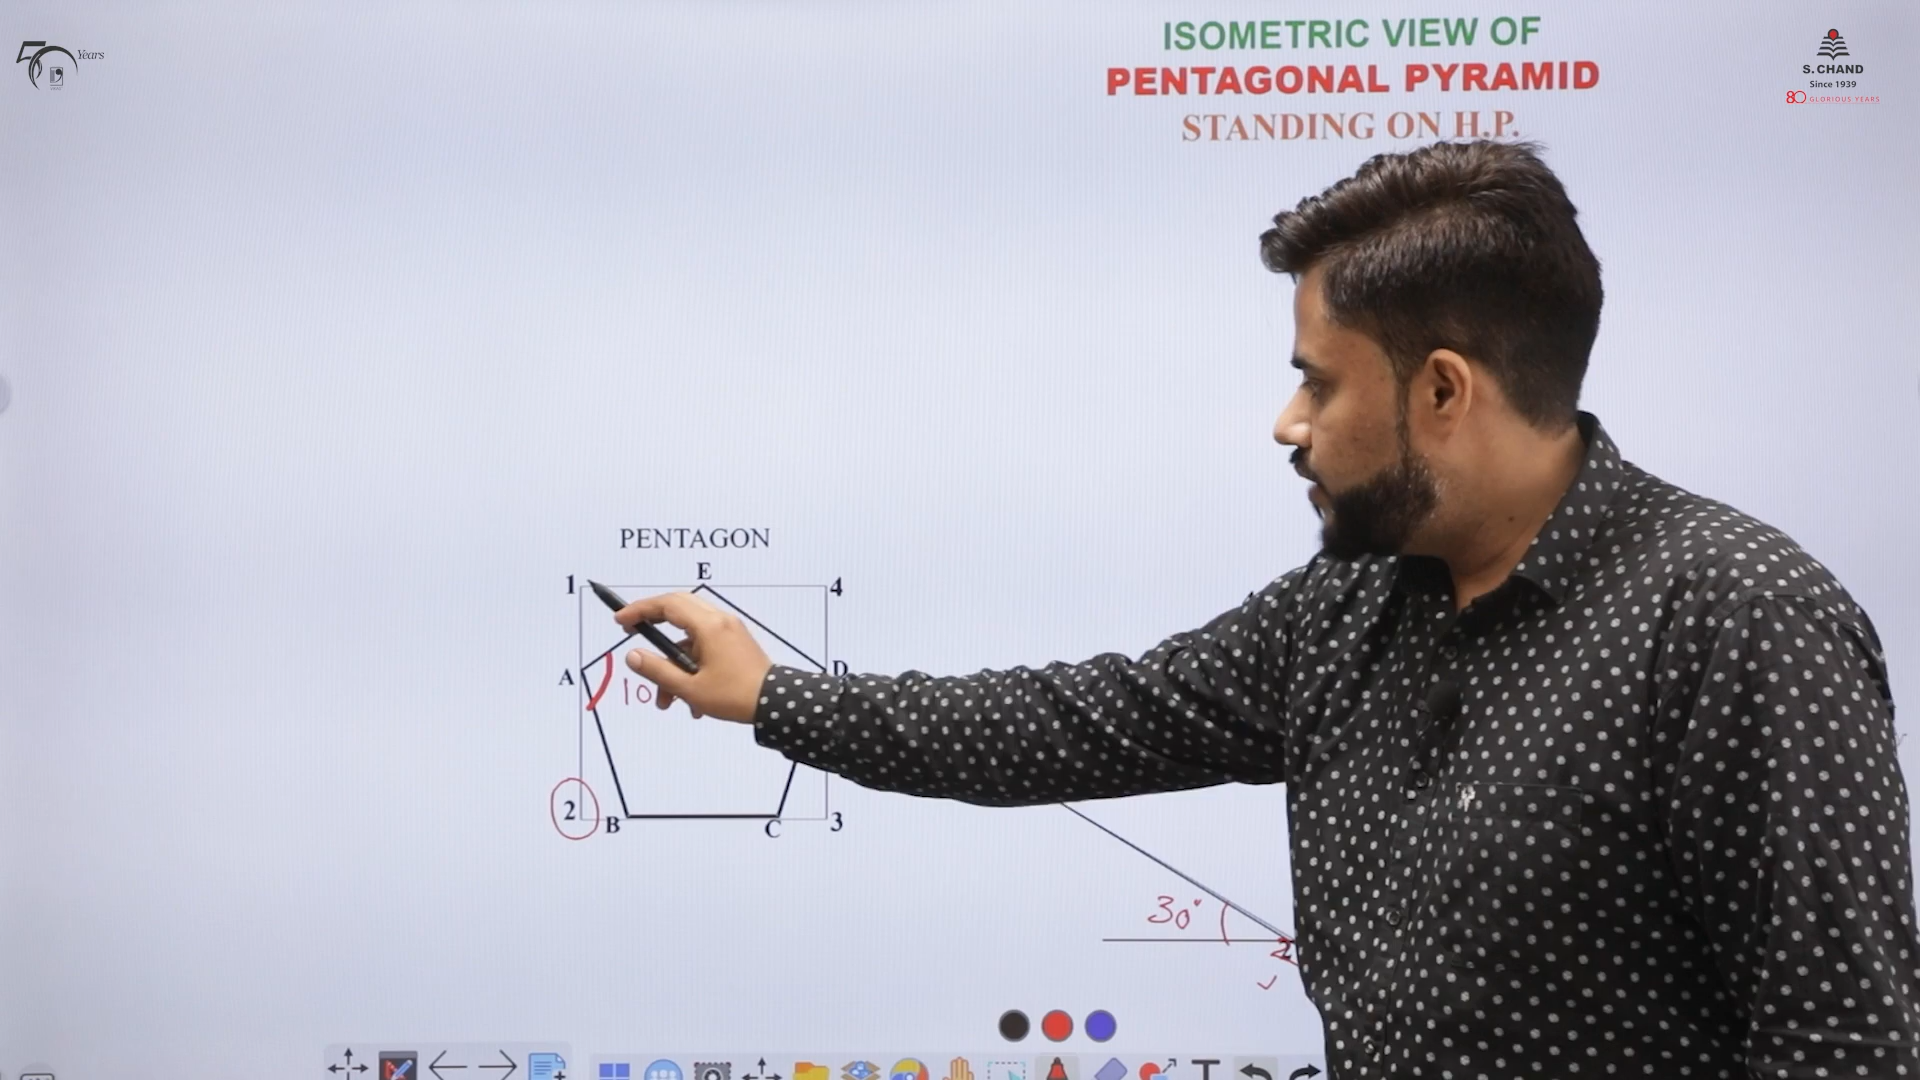 Years
ISOMETRIC VIEW OF
PENTAGONAL PYRAMID
STANDING ON H.P.
S. CHAND
Since 1939
80 GLORIOUS YEARS
PENTAGON
1
E
4
A
10
D
2
B
C
3
30°
2
T